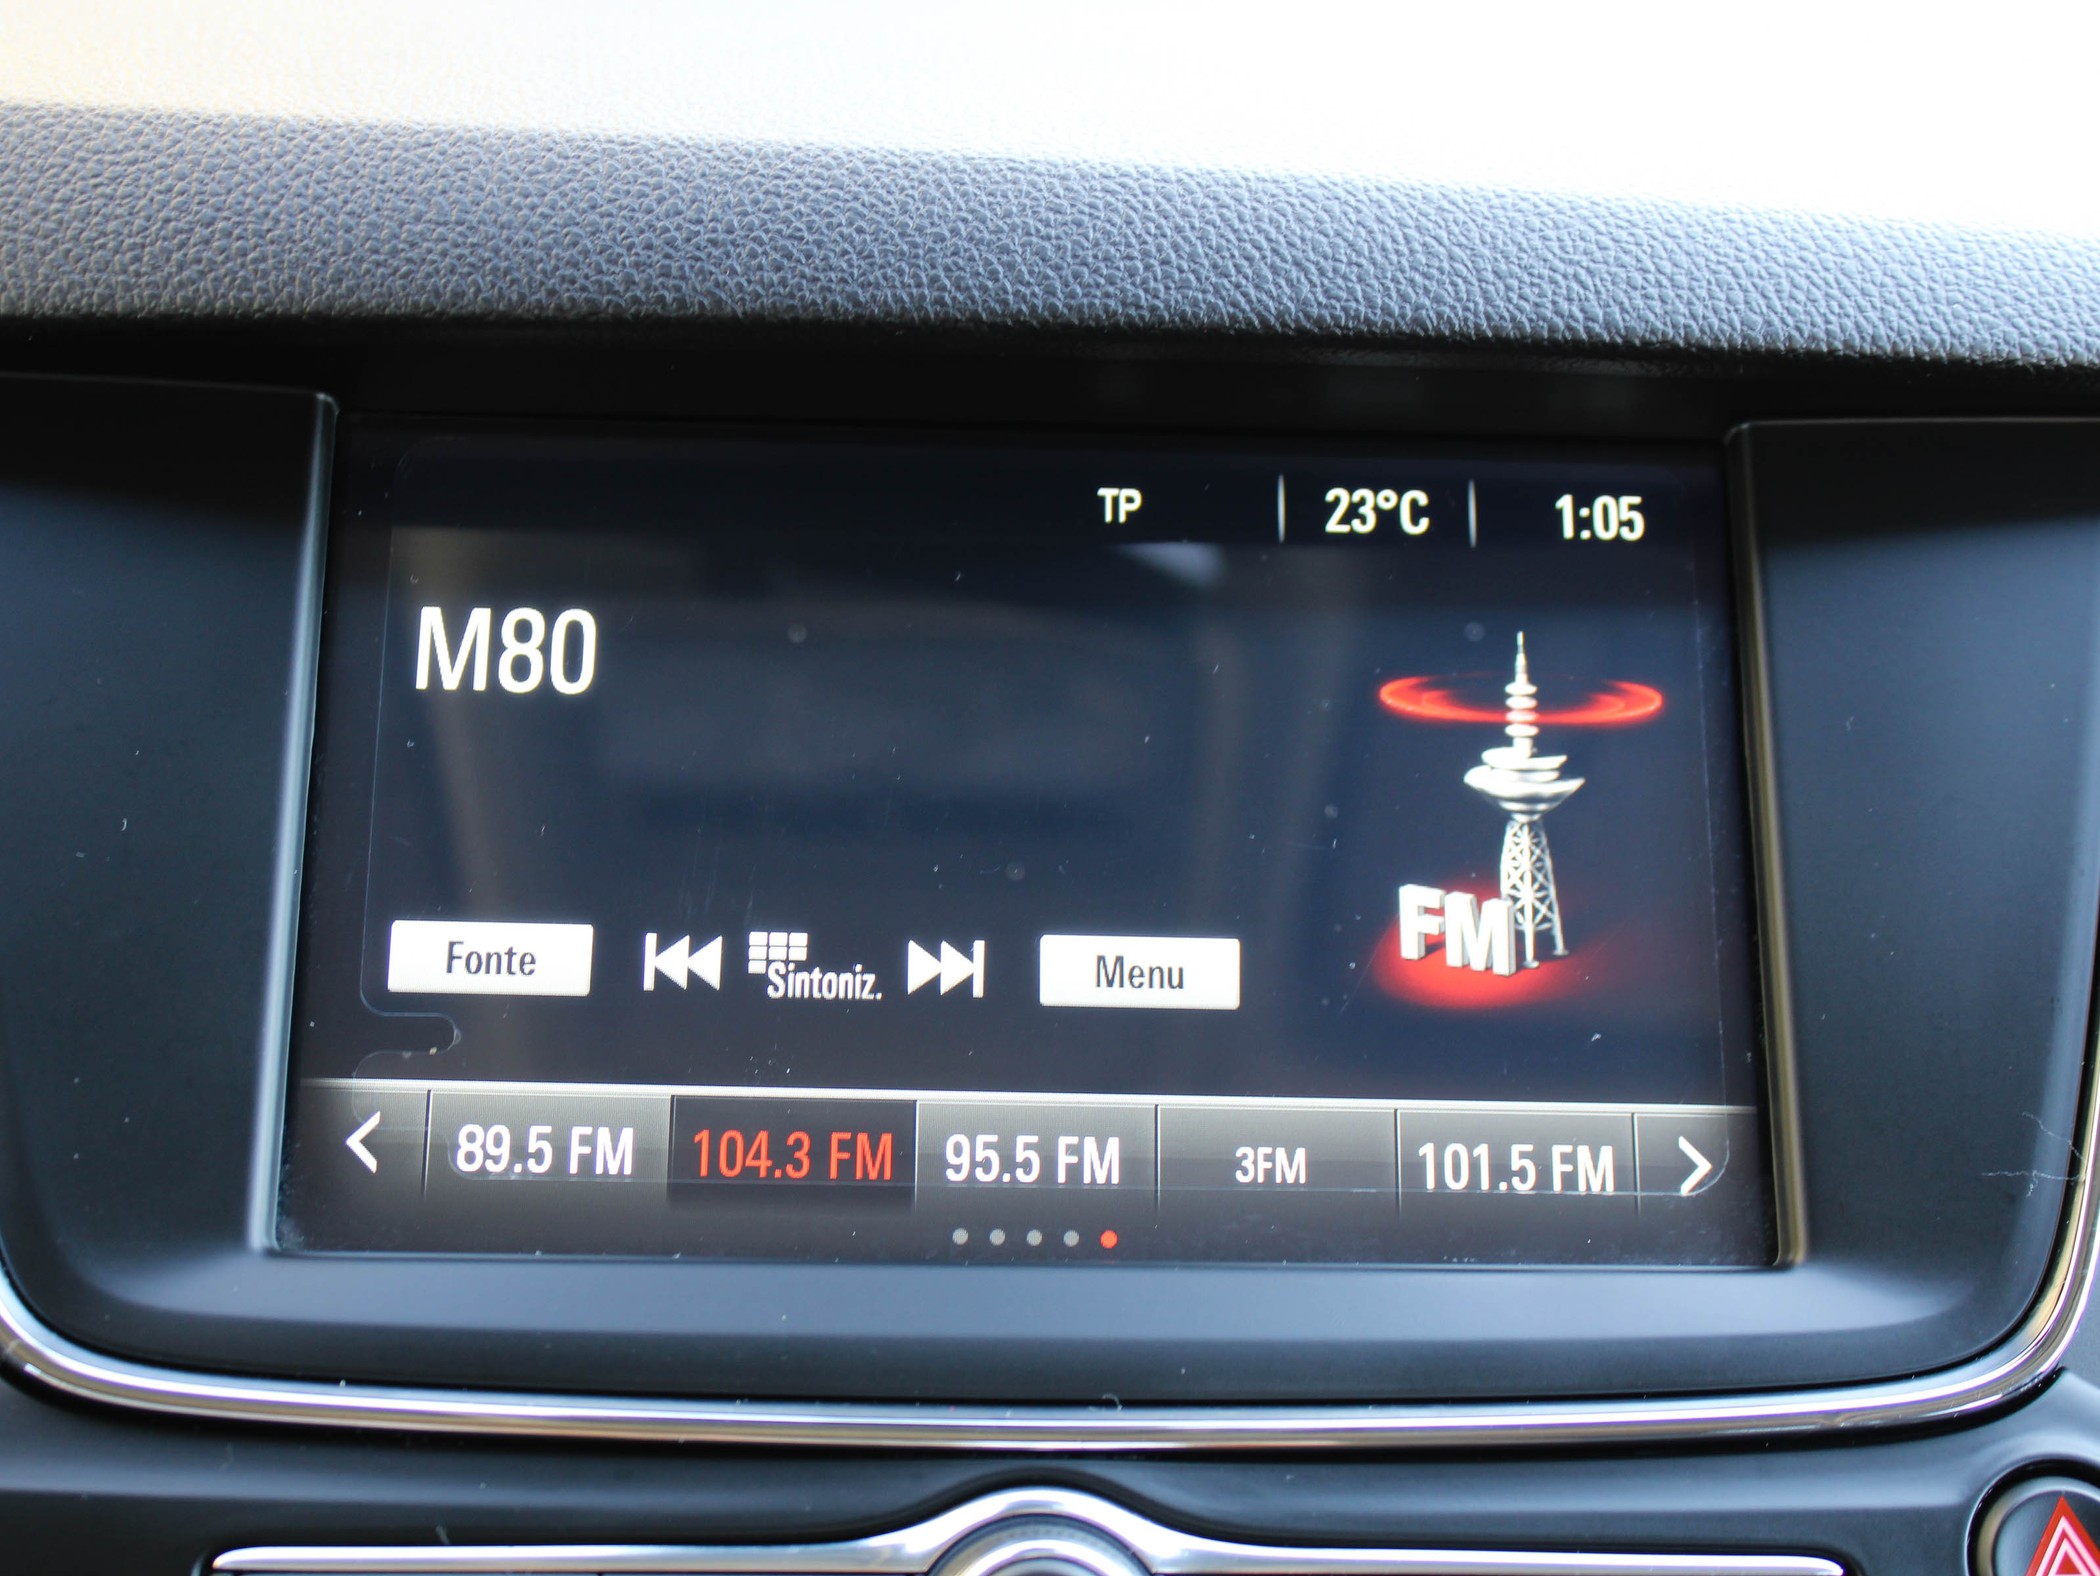 TP 23°C 1:05
M80
FM
Fonte Sintoniz. Menu
89.5 FM 104.3 FM 95.5 FM 3FM 101.5 FM